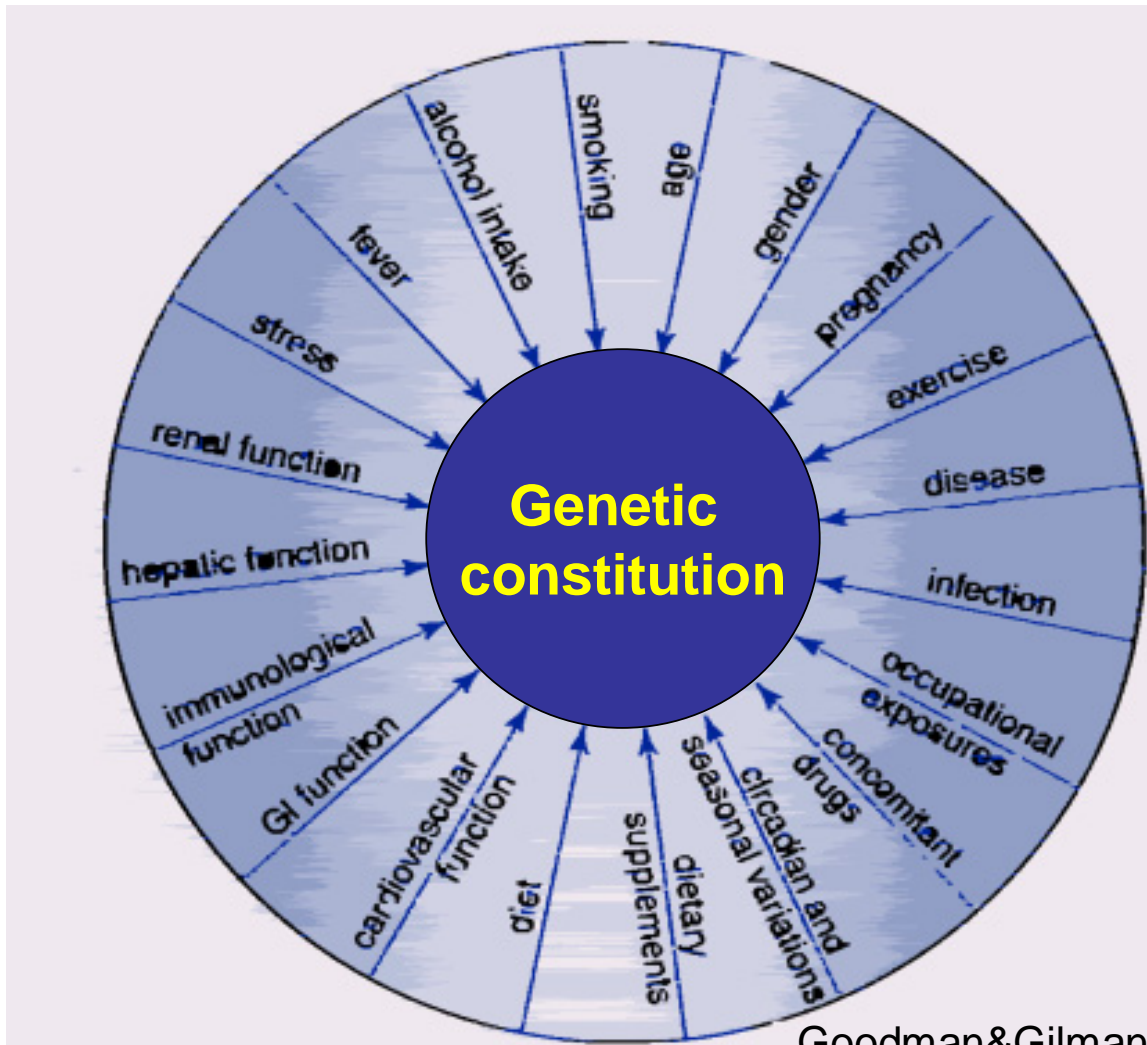 smoking
age
gender
pregnancy
exercise
disease
infection
occupational
exposures
concomitant
drugs
circadian and
seasonal variations
dietary
supplements
diet
cardiovascular
function
GI function
immunological
function
hepatic function
renal function
stress
fever
alcohol intake
Genetic
constitution
Goodman&Gilman